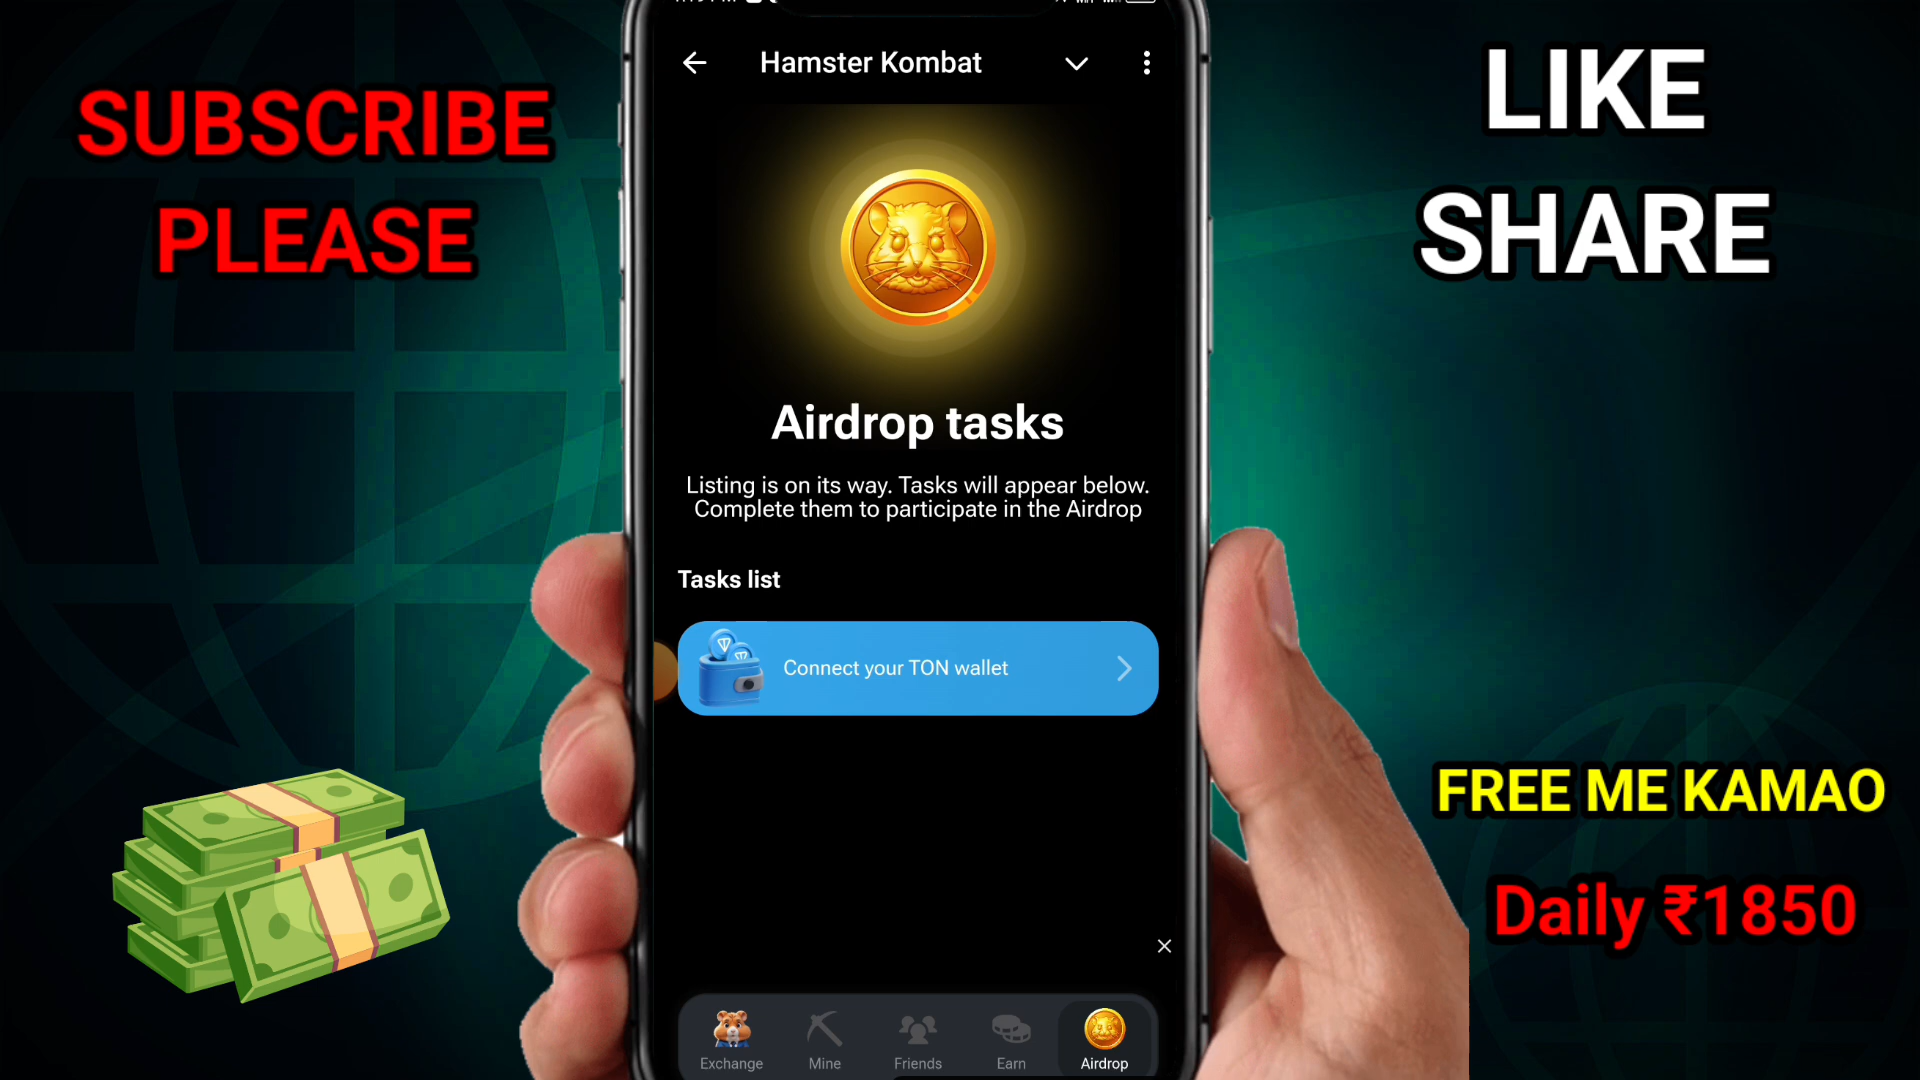 SUBSCRIBE
PLEASE
Hamster Kombat
Airdrop tasks
Listing is on its way. Tasks will appear below.
Complete them to participate in the Airdrop
Tasks list
Connect your TON wallet
Exchange
Mine
Friends
Earn
Airdrop
LIKE
SHARE
FREE ME KAMAO
Daily ₹1850